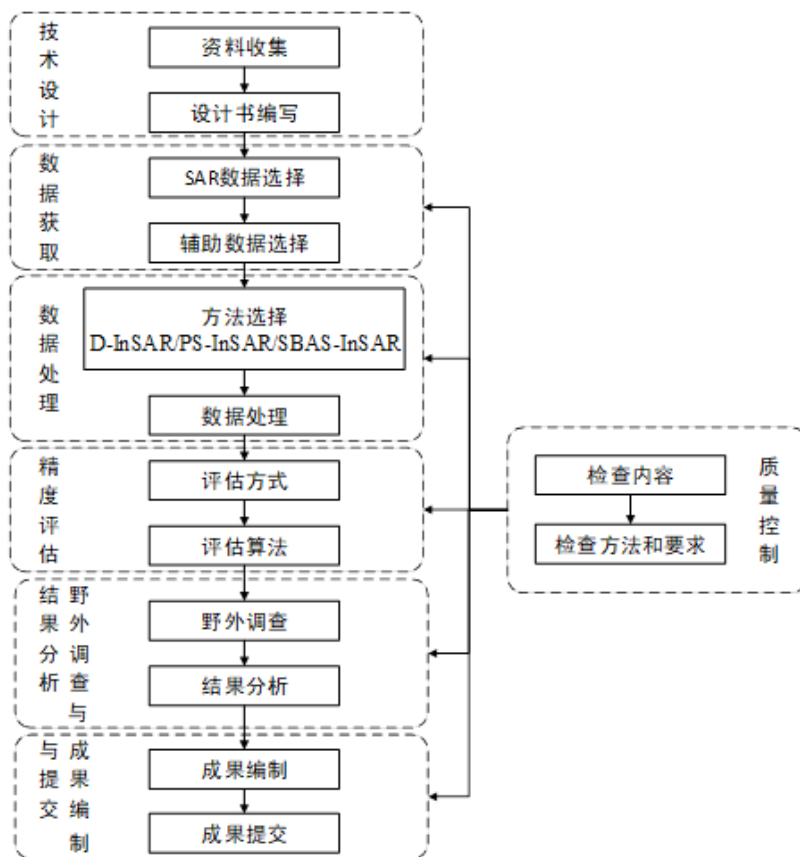 技术设计
资料收集
设计书编写
数据获取
SAR数据选择
辅助数据选择
数据处理
方法选择
D-InSAR/PS-InSAR/SBAS-InSAR
数据处理
精度评估
评估方式
评估算法
野外调查与
结果分析
野外调查
结果分析
成果编制
与提交
成果编制
成果提交
质量控制
检查内容
检查方法和要求